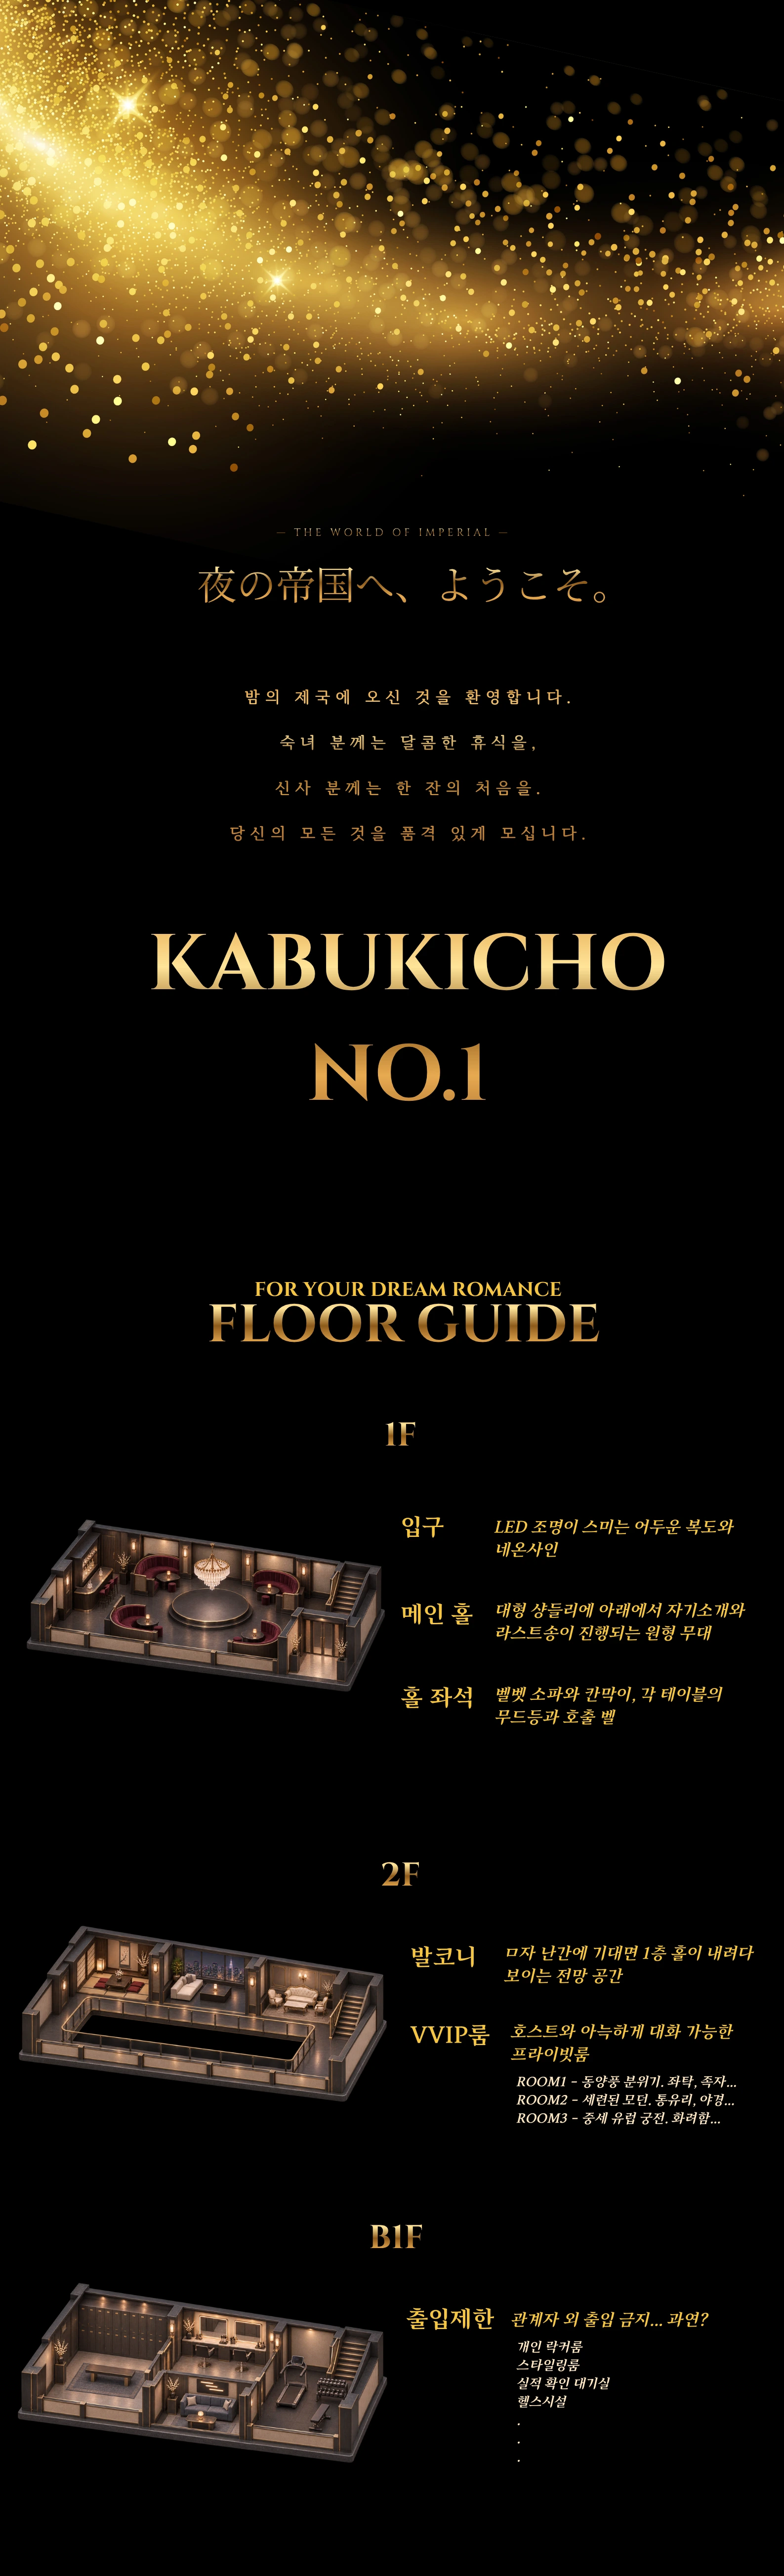 — THE WORLD OF IMPERIAL —
夜の帝国へ、ようこそ。
밤의 제국에 오신 것을 환영합니다.
숙녀 분께는 달콤한 휴식을,
신사 분께는 한 잔의 처음을.
당신의 모든 것을 품격 있게 모십니다.
KABUKICHO
NO.1
FOR YOUR DREAM ROMANCE
FLOOR GUIDE
1F
입구
LED 조명이 스미는 어두운 복도와
네온사인
메인 홀
대형 샹들리에 아래에서 자기소개와
라스트송이 진행되는 원형 무대
홀 좌석
벨벳 소파와 칸막이, 각 테이블의
무드등과 호출 벨
2F
발코니
ㅁ자 난간에 기대면 1층 홀이 내려다
보이는 전망 공간
VVIP룸
호스트와 아늑하게 대화 가능한
프라이빗룸
ROOM1 - 동양풍 분위기. 좌탁, 족자...
ROOM2 - 세련된 모던. 통유리, 야경...
ROOM3 - 중세 유럽 궁전. 화려함...
B1F
출입제한
관계자 외 출입 금지... 과연?
개인 락커룸
스타일링룸
실적 확인 대기실
헬스시설
.
.
.